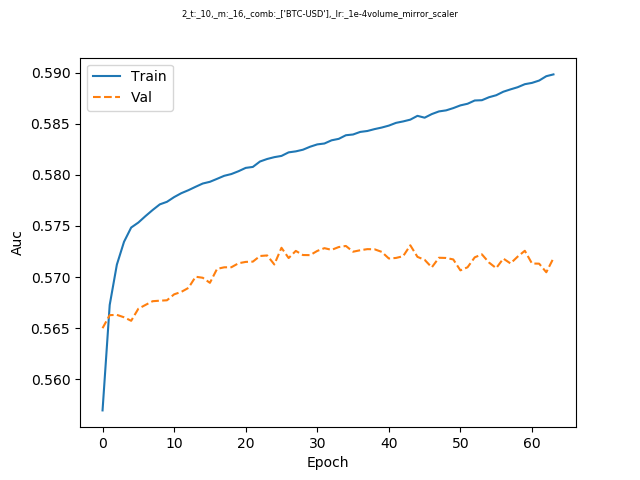 2_t:_10,_m:_16,_comb:_['BTC-USD'],_lr:_1e-4volume_mirror_scaler
Train
Val
0.590
0.585
0.580
0.575
0.570
0.565
0.560
Auc
0 10 20 30 40 50 60
Epoch